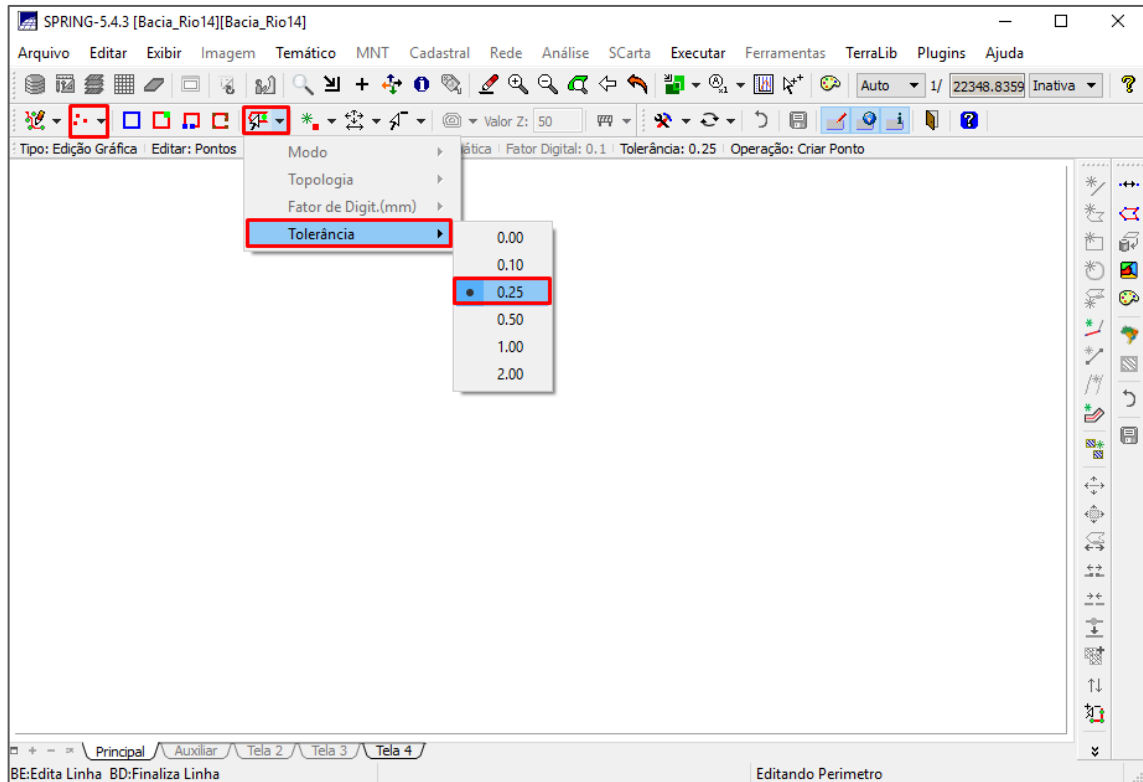 SPRING-5.4.3 [Bacia_Rio14][Bacia_Rio14]
Arquivo Editar Exibir Imagem Temático MNT Cadastral Rede Análise SCarta Executar Ferramentas TerraLib Plugins Ajuda
Auto 1/ 22348.8359 Inativa
Valor Z: 50
Tipo: Edição Gráfica Editar: Pontos ática Fator Digital: 0.1 Tolerância: 0.25 Operação: Criar Ponto
Modo
Topologia
Fator de Digit.(mm)
Tolerância
0.00
0.10
0.25
0.50
1.00
2.00
Principal Auxiliar Tela 2 Tela 3 Tela 4
BE:Edita Linha BD:Finaliza Linha Editando Perimetro